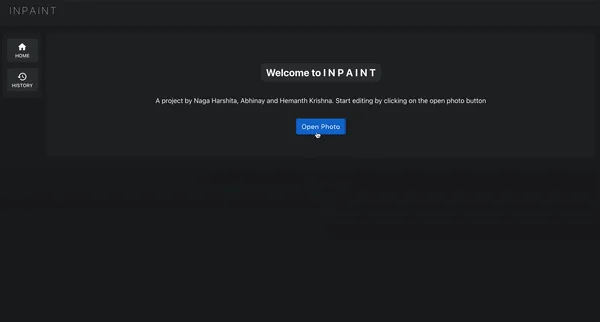 INPAINT
HOME
HISTORY
Welcome to I N P A I N T
A project by Naga Harshita, Abhinay and Hemanth Krishna. Start editing by clicking on the open photo button
Open Photo